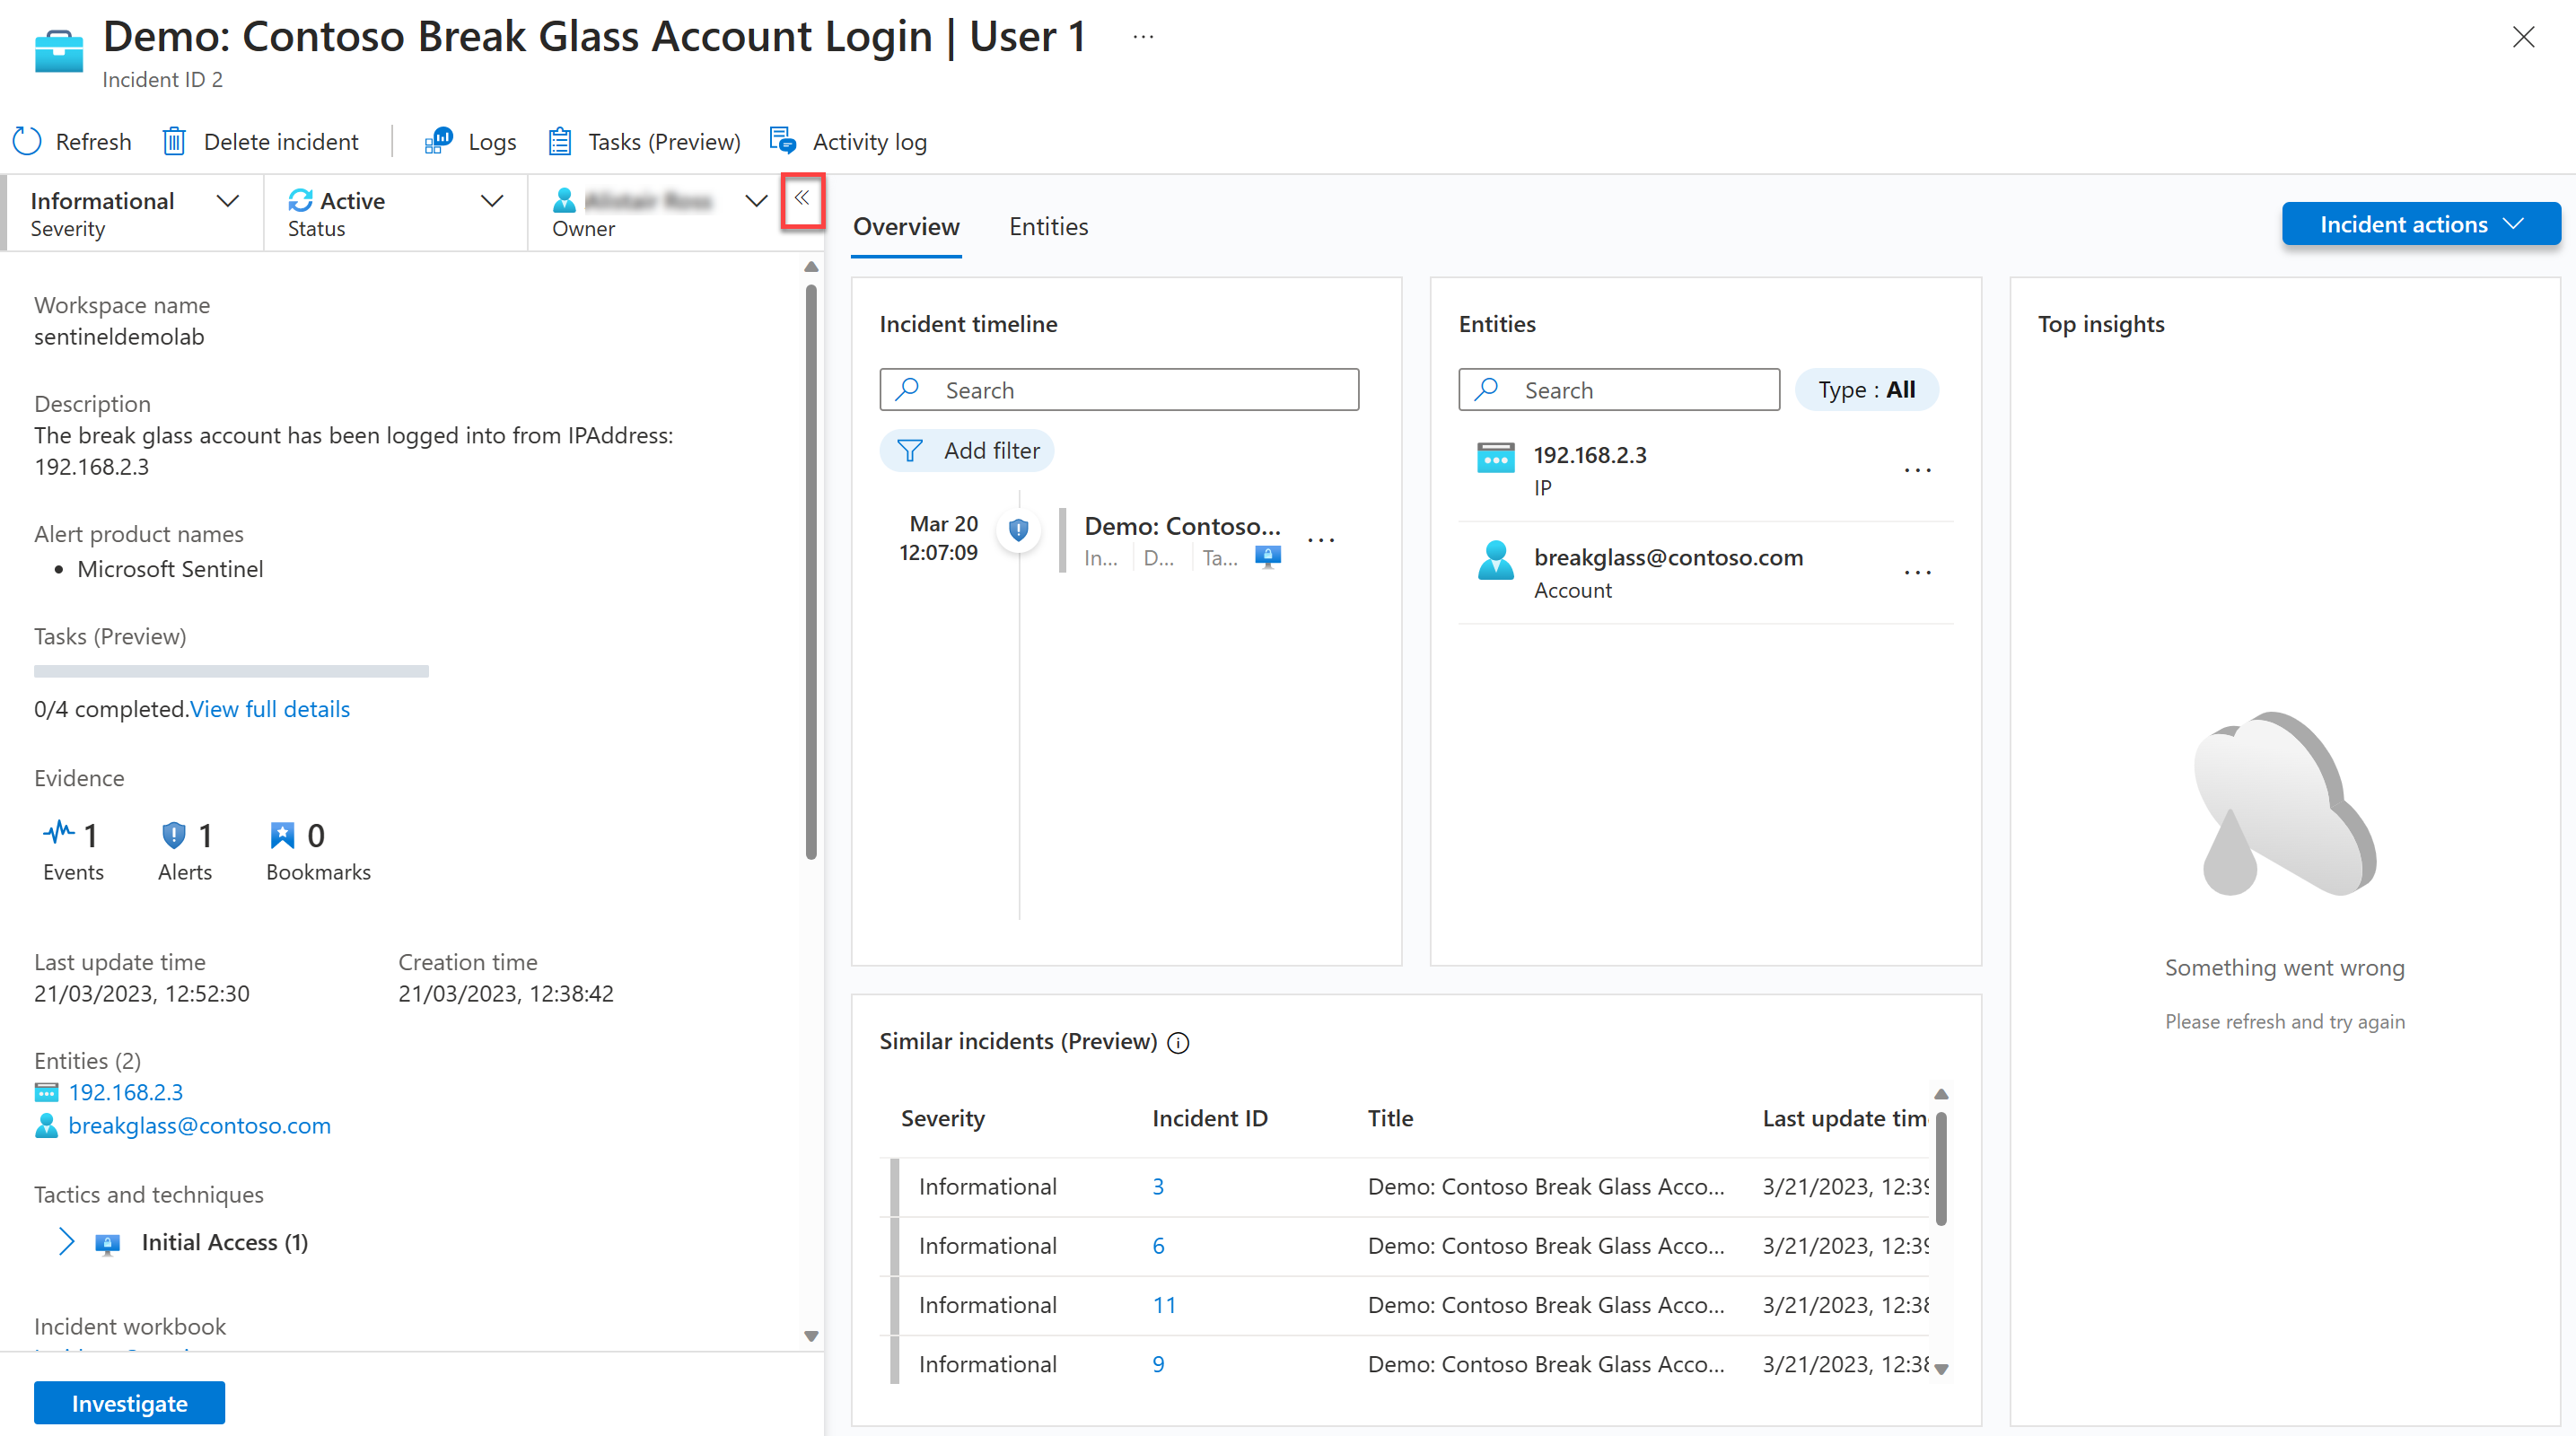 Demo: Contoso Break Glass Account Login | User 1 ...
Incident ID 2
Refresh Delete incident Logs Tasks (Preview) Activity log
Informational
Severity
Active
Status
Owner
Workspace name
sentineldemolab
Description
The break glass account has been logged into from IPAddress:
192.168.2.3
Alert product names
• Microsoft Sentinel
Tasks (Preview)
0/4 completed.View full details
Evidence
1 Events
1 Alerts
0 Bookmarks
Last update time
21/03/2023, 12:52:30
Creation time
21/03/2023, 12:38:42
Entities (2)
192.168.2.3
breakglass@contoso.com
Tactics and techniques
Initial Access (1)
Incident workbook
Investigate
Overview Entities
Incident actions
Incident timeline
Search
Add filter
Mar 20
12:07:09
Demo: Contoso... ...
In... D... Ta...
Entities
Search Type : All
192.168.2.3 ...
IP
breakglass@contoso.com ...
Account
Top insights
Something went wrong
Please refresh and try again
Similar incidents (Preview)
Severity Incident ID Title Last update tim
Informational 3 Demo: Contoso Break Glass Acco... 3/21/2023, 12:39
Informational 6 Demo: Contoso Break Glass Acco... 3/21/2023, 12:39
Informational 11 Demo: Contoso Break Glass Acco... 3/21/2023, 12:38
Informational 9 Demo: Contoso Break Glass Acco... 3/21/2023, 12:38